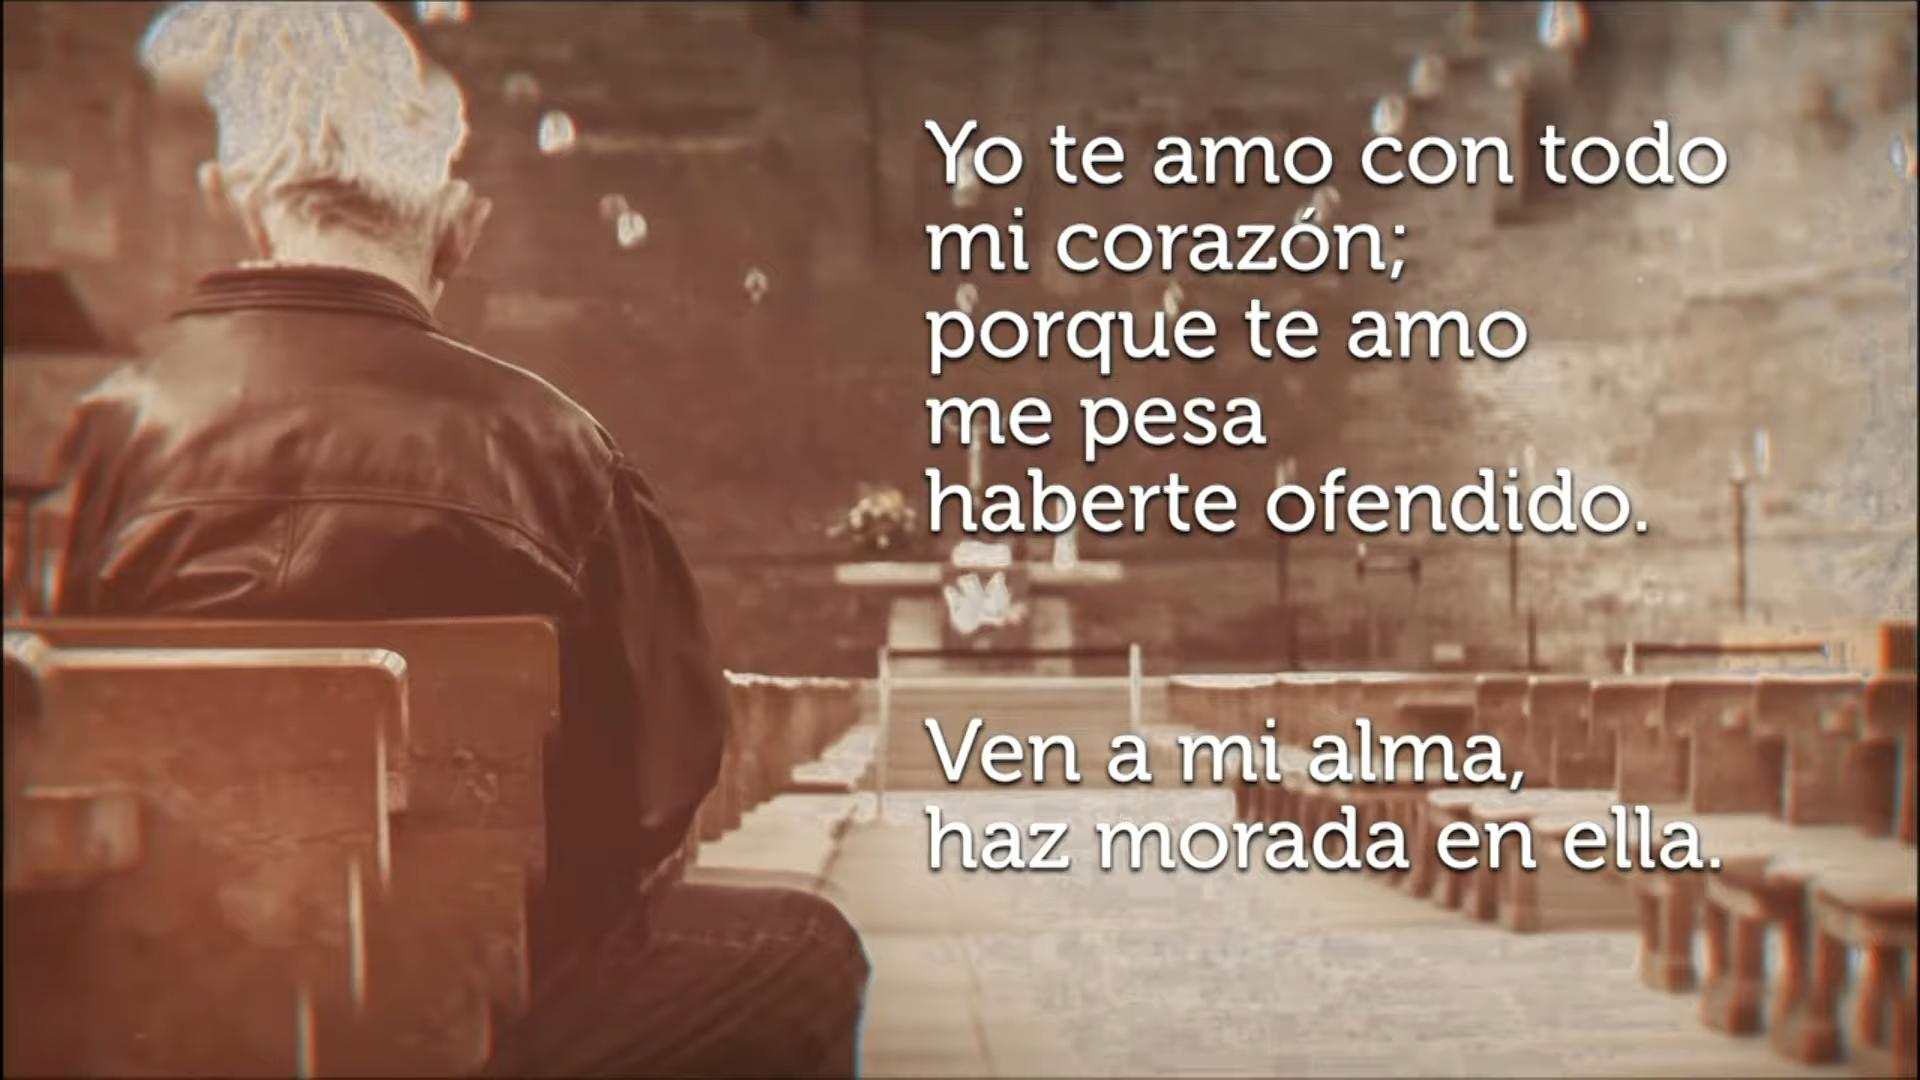 Yo te amo con todo
mi corazón;
porque te amo
me pesa
haberte ofendido.
Ven a mi alma,
haz morada en ella.